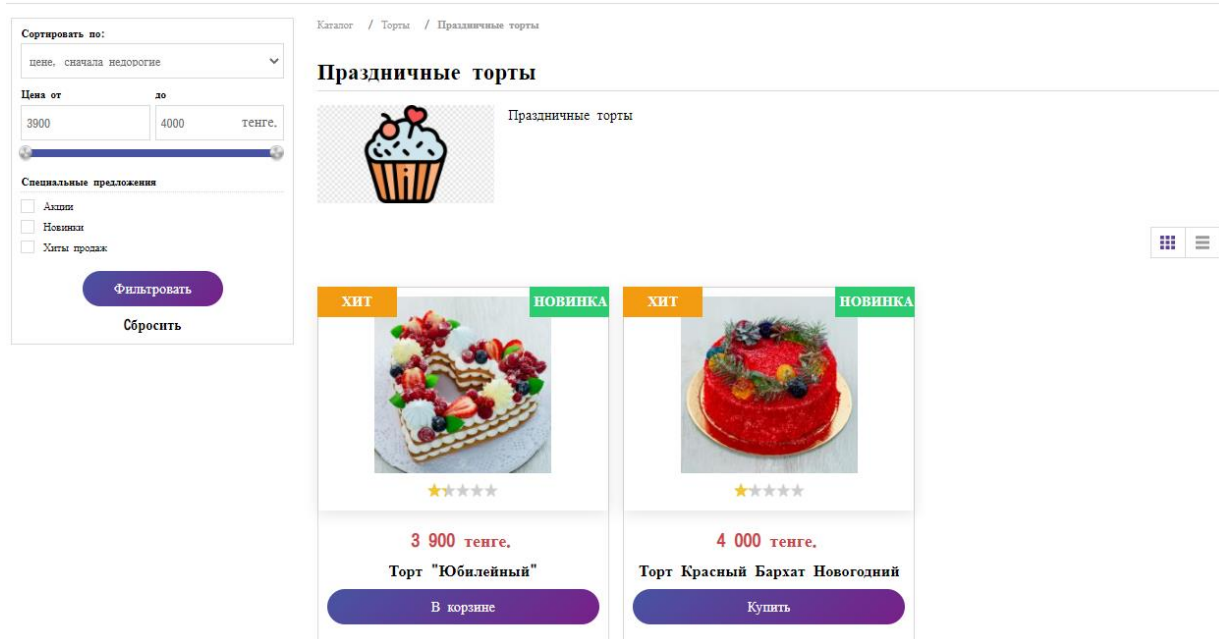 Сортировать по:
цене, сначала недорогие
Цена от до
3900 4000 тенге.
Специальные предложения
Акции
Новинки
Хиты продаж
Фильтровать
Сбросить
Каталог / Торты / Праздничные торты
Праздничные торты
Праздничные торты
ХИТ НОВИНКА
3 900 тенге.
Торт "Юбилейный"
В корзине
ХИТ НОВИНКА
4 000 тенге.
Торт Красный Бархат Новогодний
Купить